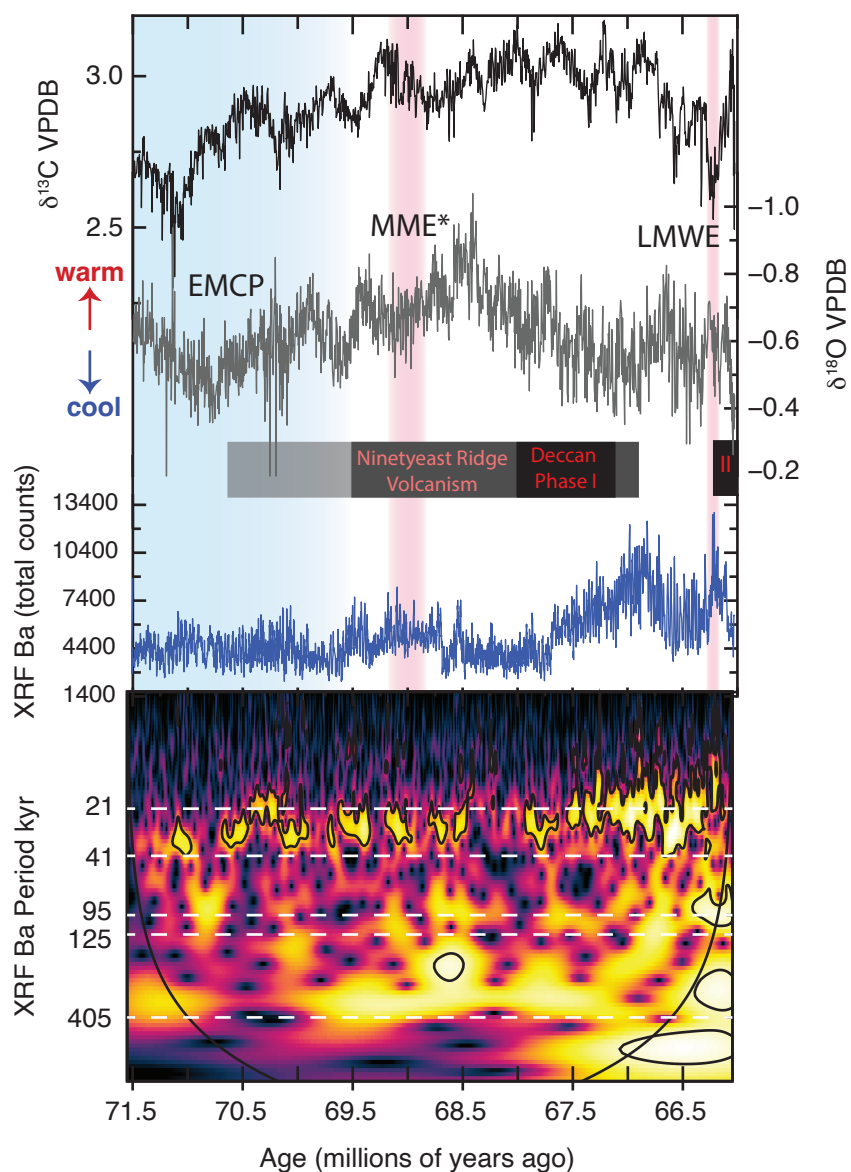 3.0
δ13C VPDB
2.5
−1.0
MME*
LMWE
warm
EMCP
−0.8
−0.6
δ18O VPDB
cool
−0.4
Ninetyeast Ridge
Volcanism
Deccan
Phase I
II
−0.2
13400
10400
7400
4400
1400
XRF Ba (total counts)
21
41
95
125
405
XRF Ba Period kyr
71.5 70.5 69.5 68.5 67.5 66.5
Age (millions of years ago)